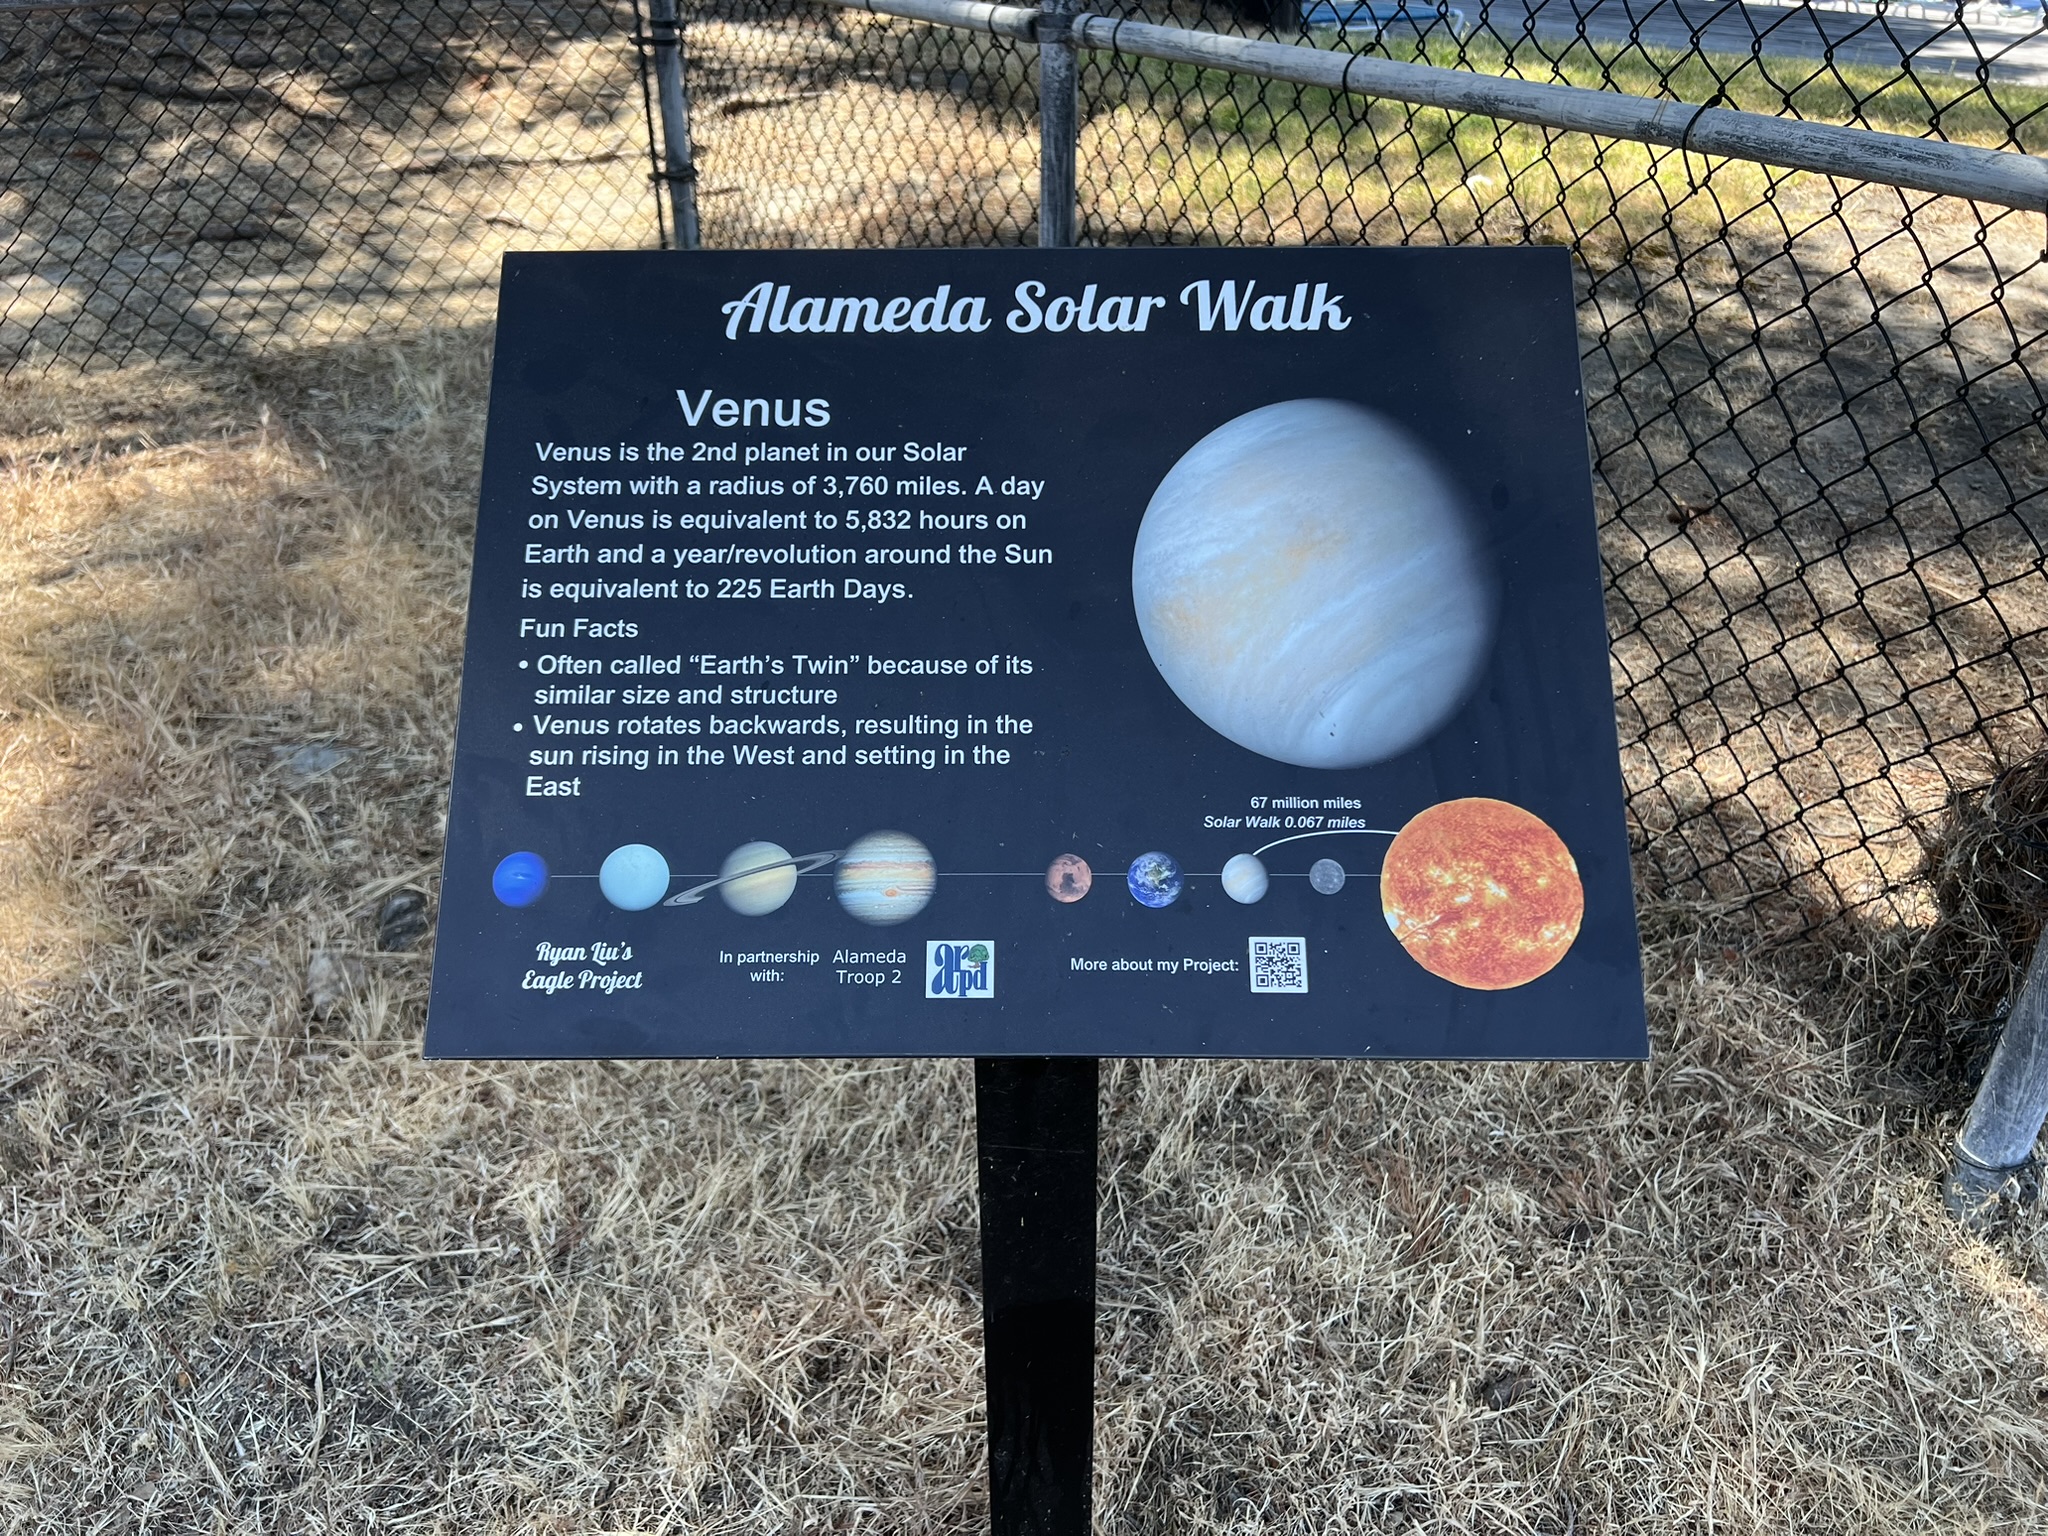 Alameda Solar Walk
Venus
Venus is the 2nd planet in our Solar
System with a radius of 3,760 miles. A day
on Venus is equivalent to 5,832 hours on
Earth and a year/revolution around the Sun
is equivalent to 225 Earth Days.
Fun Facts
• Often called “Earth’s Twin” because of its
similar size and structure
• Venus rotates backwards, resulting in the
sun rising in the West and setting in the
East
67 million miles
Solar Walk 0.067 miles
Ryan Liu’s
Eagle Project
In partnership
with:
Alameda
Troop 2
arpd
More about my Project: